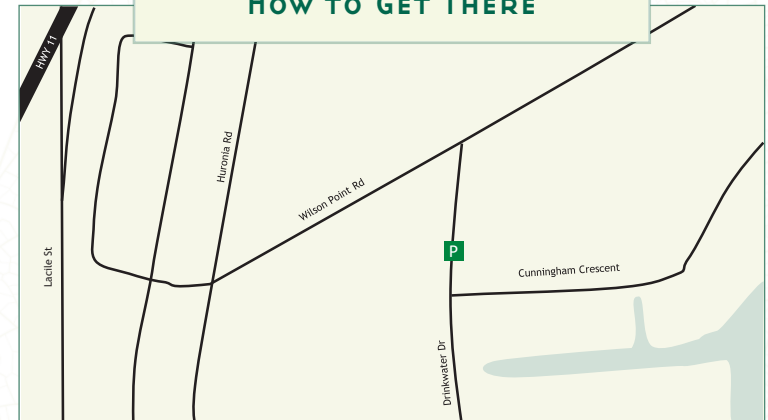 HOW TO GET THERE
HWY 11
Huronia Rd
Wilson Point Rd
P
Lacile St
Cunningham Crescent
Drinkwater Dr